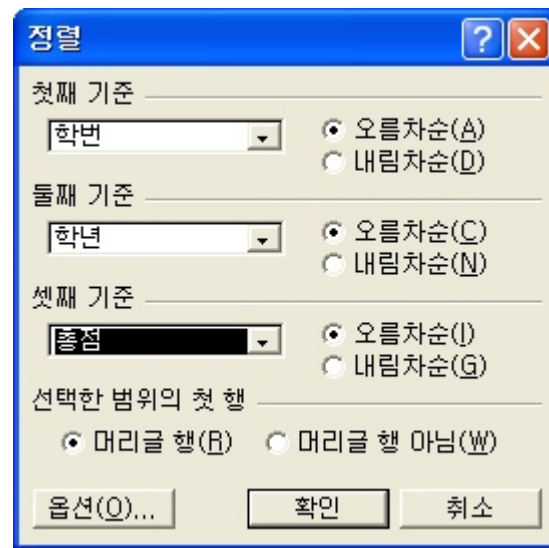 정렬
첫째 기준
학번
오름차순(A)
내림차순(D)
둘째 기준
학년
오름차순(C)
내림차순(N)
셋째 기준
총점
오름차순(I)
내림차순(G)
선택한 범위의 첫 행
머리글 행(R) 머리글 행 아님(W)
옵션(O)... 확인 취소